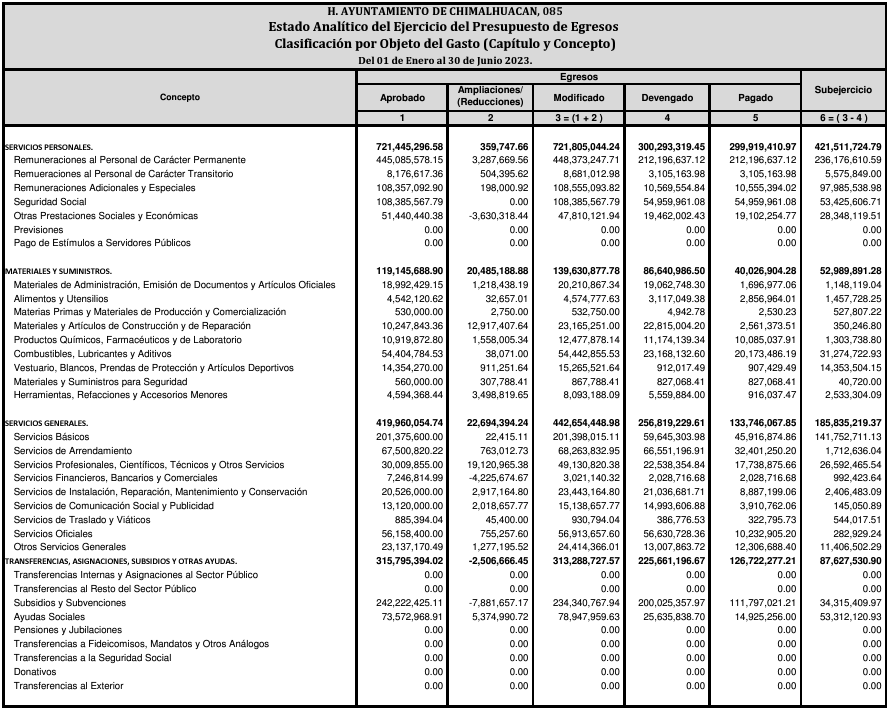 H. AYUNTAMIENTO DE CHIMALHUACAN, 085
Estado Analítico del Ejercicio del Presupuesto de Egresos
Clasificación por Objeto del Gasto (Capítulo y Concepto)
Del 01 de Enero al 30 de Junio 2023.
Egresos
Concepto Aprobado Ampliaciones/ (Reducciones) Modificado Devengado Pagado Subejercicio
1 2 3 = (1 + 2 ) 4 5 6 = ( 3 - 4 )
SERVICIOS PERSONALES. 721,445,296.58 359,747.66 721,805,044.24 300,293,319.45 299,919,410.97 421,511,724.79
Remuneraciones al Personal de Carácter Permanente 445,085,578.15 3,287,669.56 448,373,247.71 212,196,637.12 212,196,637.12 236,176,610.59
Remueraciones al Personal de Carácter Transitorio 8,176,617.36 504,395.62 8,681,012.98 3,105,163.98 3,105,163.98 5,575,849.00
Remuneraciones Adicionales y Especiales 108,357,092.90 198,000.92 108,555,093.82 10,569,554.84 10,555,394.02 97,985,538.98
Seguridad Social 108,385,567.79 0.00 108,385,567.79 54,959,961.08 54,959,961.08 53,425,606.71
Otras Prestaciones Sociales y Económicas 51,440,440.38 -3,630,318.44 47,810,121.94 19,462,002.43 19,102,254.77 28,348,119.51
Previsiones 0.00 0.00 0.00 0.00 0.00 0.00
Pago de Estímulos a Servidores Públicos 0.00 0.00 0.00 0.00 0.00 0.00
MATERIALES Y SUMINISTROS. 119,145,688.90 20,485,188.88 139,630,877.78 86,640,986.50 40,026,904.28 52,989,891.28
Materiales de Administración, Emisión de Documentos y Artículos Oficiales 18,992,429.15 1,218,438.19 20,210,867.34 19,062,748.30 1,696,977.06 1,148,119.04
Alimentos y Utensilios 4,542,120.62 32,657.01 4,574,777.63 3,117,049.38 2,856,964.01 1,457,728.25
Materias Primas y Materiales de Producción y Comercialización 530,000.00 2,750.00 532,750.00 4,942.78 2,530.23 527,807.22
Materiales y Artículos de Construcción y de Reparación 10,247,843.36 12,917,407.64 23,165,251.00 22,815,004.20 2,561,373.51 350,246.80
Productos Químicos, Farmacéuticos y de Laboratorio 10,919,872.80 1,558,005.34 12,477,878.14 11,174,139.34 10,085,037.91 1,303,738.80
Combustibles, Lubricantes y Aditivos 54,404,784.53 38,071.00 54,442,855.53 23,168,132.60 20,173,486.19 31,274,722.93
Vestuario, Blancos, Prendas de Protección y Artículos Deportivos 14,354,270.00 911,251.64 15,265,521.64 912,017.49 907,429.49 14,353,504.15
Materiales y Suministros para Seguridad 560,000.00 307,788.41 867,788.41 827,068.41 827,068.41 40,720.00
Herramientas, Refacciones y Accesorios Menores 4,594,368.44 3,498,819.65 8,093,188.09 5,559,884.00 916,037.47 2,533,304.09
SERVICIOS GENERALES. 419,960,054.74 22,694,394.24 442,654,448.98 256,819,229.61 133,746,067.85 185,835,219.37
Servicios Básicos 201,375,600.00 22,415.11 201,398,015.11 59,645,303.98 45,916,874.86 141,752,711.13
Servicios de Arrendamiento 67,500,820.22 763,012.73 68,263,832.95 66,551,196.91 32,401,250.20 1,712,636.04
Servicios Profesionales, Científicos, Técnicos y Otros Servicios 30,009,855.00 19,120,965.38 49,130,820.38 22,538,354.84 17,738,875.66 26,592,465.54
Servicios Financieros, Bancarios y Comerciales 7,246,814.99 -4,225,674.67 3,021,140.32 2,028,716.68 2,028,716.68 992,423.64
Servicios de Instalación, Reparación, Mantenimiento y Conservación 20,526,000.00 2,917,164.80 23,443,164.80 21,036,681.71 8,887,199.06 2,406,483.09
Servicios de Comunicación Social y Publicidad 13,120,000.00 2,018,657.77 15,138,657.77 14,993,606.88 3,910,762.06 145,050.89
Servicios de Traslado y Viáticos 885,394.04 45,400.00 930,794.04 386,776.53 322,795.73 544,017.51
Servicios Oficiales 56,158,400.00 755,257.60 56,913,657.60 56,630,728.36 10,232,905.20 282,929.24
Otros Servicios Generales 23,137,170.49 1,277,195.52 24,414,366.01 13,007,863.72 12,306,688.40 11,406,502.29
TRANSFERENCIAS, ASIGNACIONES, SUBSIDIOS Y OTRAS AYUDAS. 315,795,394.02 -2,506,666.45 313,288,727.57 225,661,196.67 126,722,277.21 87,627,530.90
Transferencias Internas y Asignaciones al Sector Público 0.00 0.00 0.00 0.00 0.00 0.00
Transferencias al Resto del Sector Público 0.00 0.00 0.00 0.00 0.00 0.00
Subsidios y Subvenciones 242,222,425.11 -7,881,657.17 234,340,767.94 200,025,357.97 111,797,021.21 34,315,409.97
Ayudas Sociales 73,572,968.91 5,374,990.72 78,947,959.63 25,635,838.70 14,925,256.00 53,312,120.93
Pensiones y Jubilaciones 0.00 0.00 0.00 0.00 0.00 0.00
Transferencias a Fideicomisos, Mandatos y Otros Análogos 0.00 0.00 0.00 0.00 0.00 0.00
Transferencias a la Seguridad Social 0.00 0.00 0.00 0.00 0.00 0.00
Donativos 0.00 0.00 0.00 0.00 0.00 0.00
Transferencias al Exterior 0.00 0.00 0.00 0.00 0.00 0.00